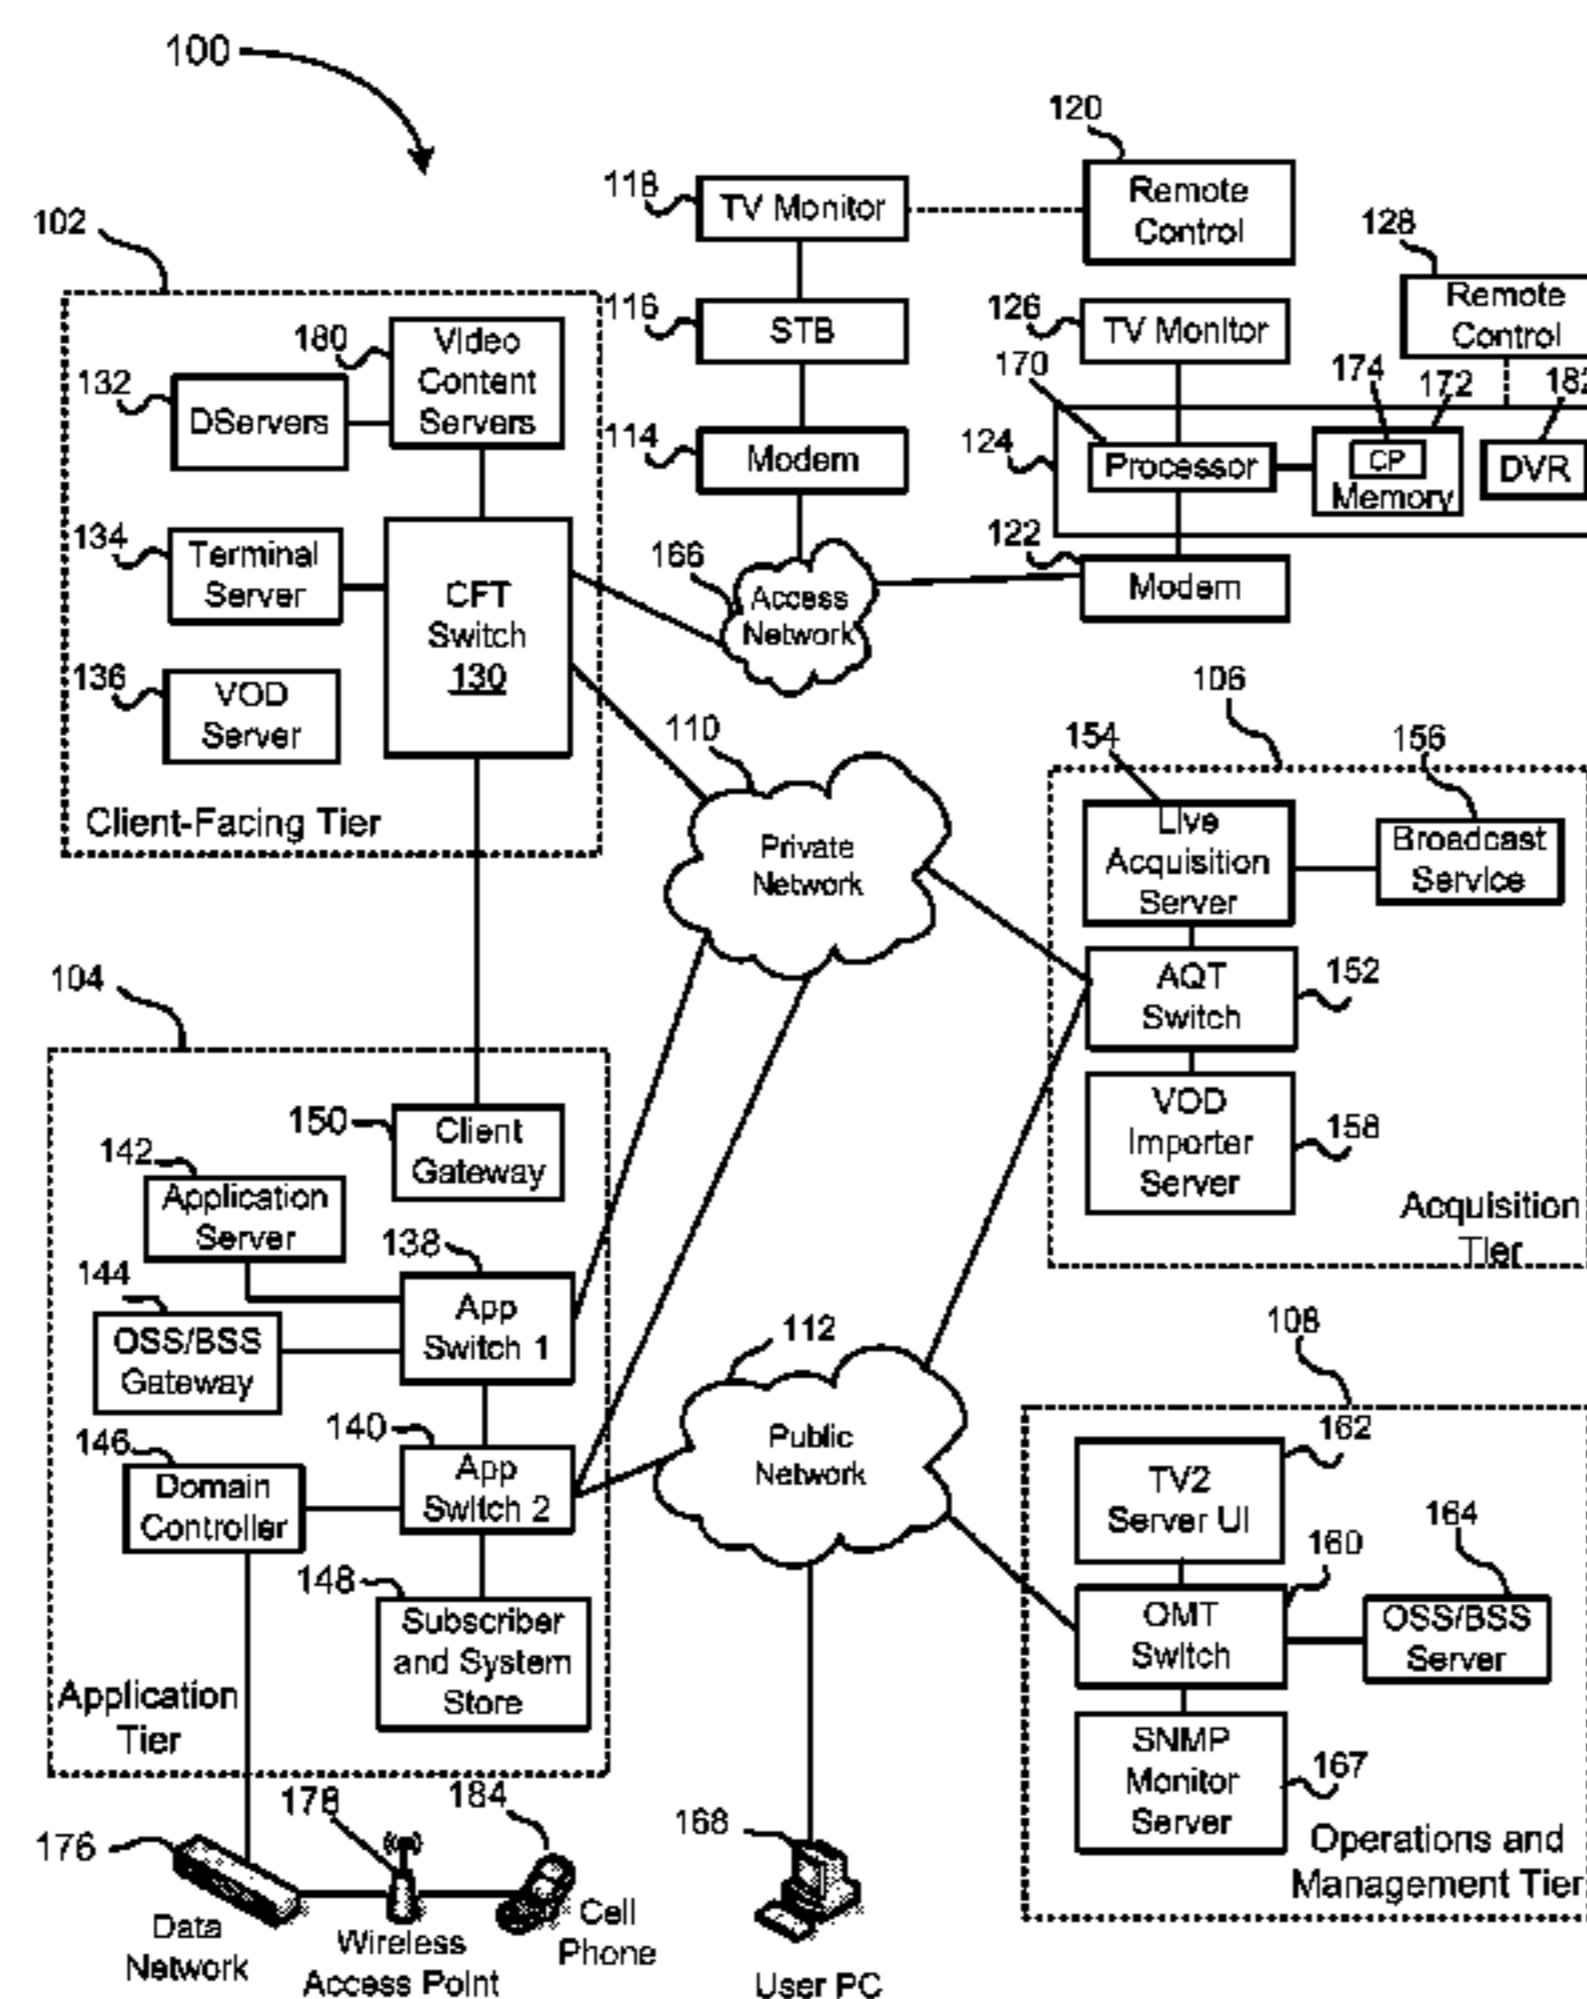 100
120
118
TV Monitor
Remote
Control
128
102
116
STB
126
TV Monitor
Remote
Control
180
Video
Content
Servers
170
174
172
182
132
DServers
114
Modem
124
Processor
CP
Memory
DVR
134
Terminal
Server
CFT
Switch
130
166
Access
Network
122
Modem
136
VOD
Server
110
106
154
156
Client-Facing Tier
Private
Network
Live
Acquisition
Server
Broadcast
Service
104
AQT
Switch
152
150
Client
Gateway
VOD
Importer
Server
158
142
Application
Server
Acquisition
Tier
138
144
App
Switch 1
OSS/BSS
Gateway
112
108
140
146
App
Switch 2
Domain
Controller
Public
Network
162
TV2
Server UI
164
160
148
Subscriber
and System
Store
OMT
Switch
OSS/BSS
Server
Application
Tier
SNMP
Monitor
Server
167
178
184
168
176
Operations and
Management Tier
Data
Network
Wireless
Access Point
Cell
Phone
User PC